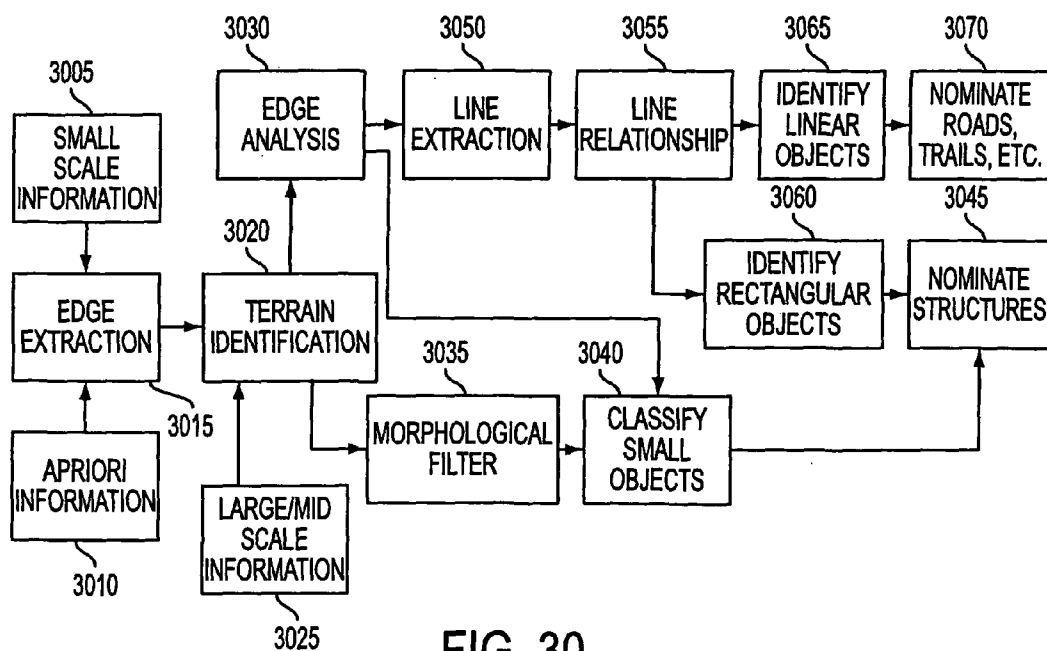 3030
3050
3055
3065
3070
3005
EDGE
ANALYSIS
LINE
EXTRACTION
LINE
RELATIONSHIP
IDENTIFY
LINEAR
OBJECTS
NOMINATE
ROADS,
TRAILS, ETC.
SMALL
SCALE
INFORMATION
3020
3060
3045
EDGE
EXTRACTION
TERRAIN
IDENTIFICATION
IDENTIFY
RECTANGULAR
OBJECTS
NOMINATE
STRUCTURES
3015
3035
3040
APRIORI
INFORMATION
MORPHOLOGICAL
FILTER
CLASSIFY
SMALL
OBJECTS
3010
LARGE/MID
SCALE
INFORMATION
3025
FIG. 30